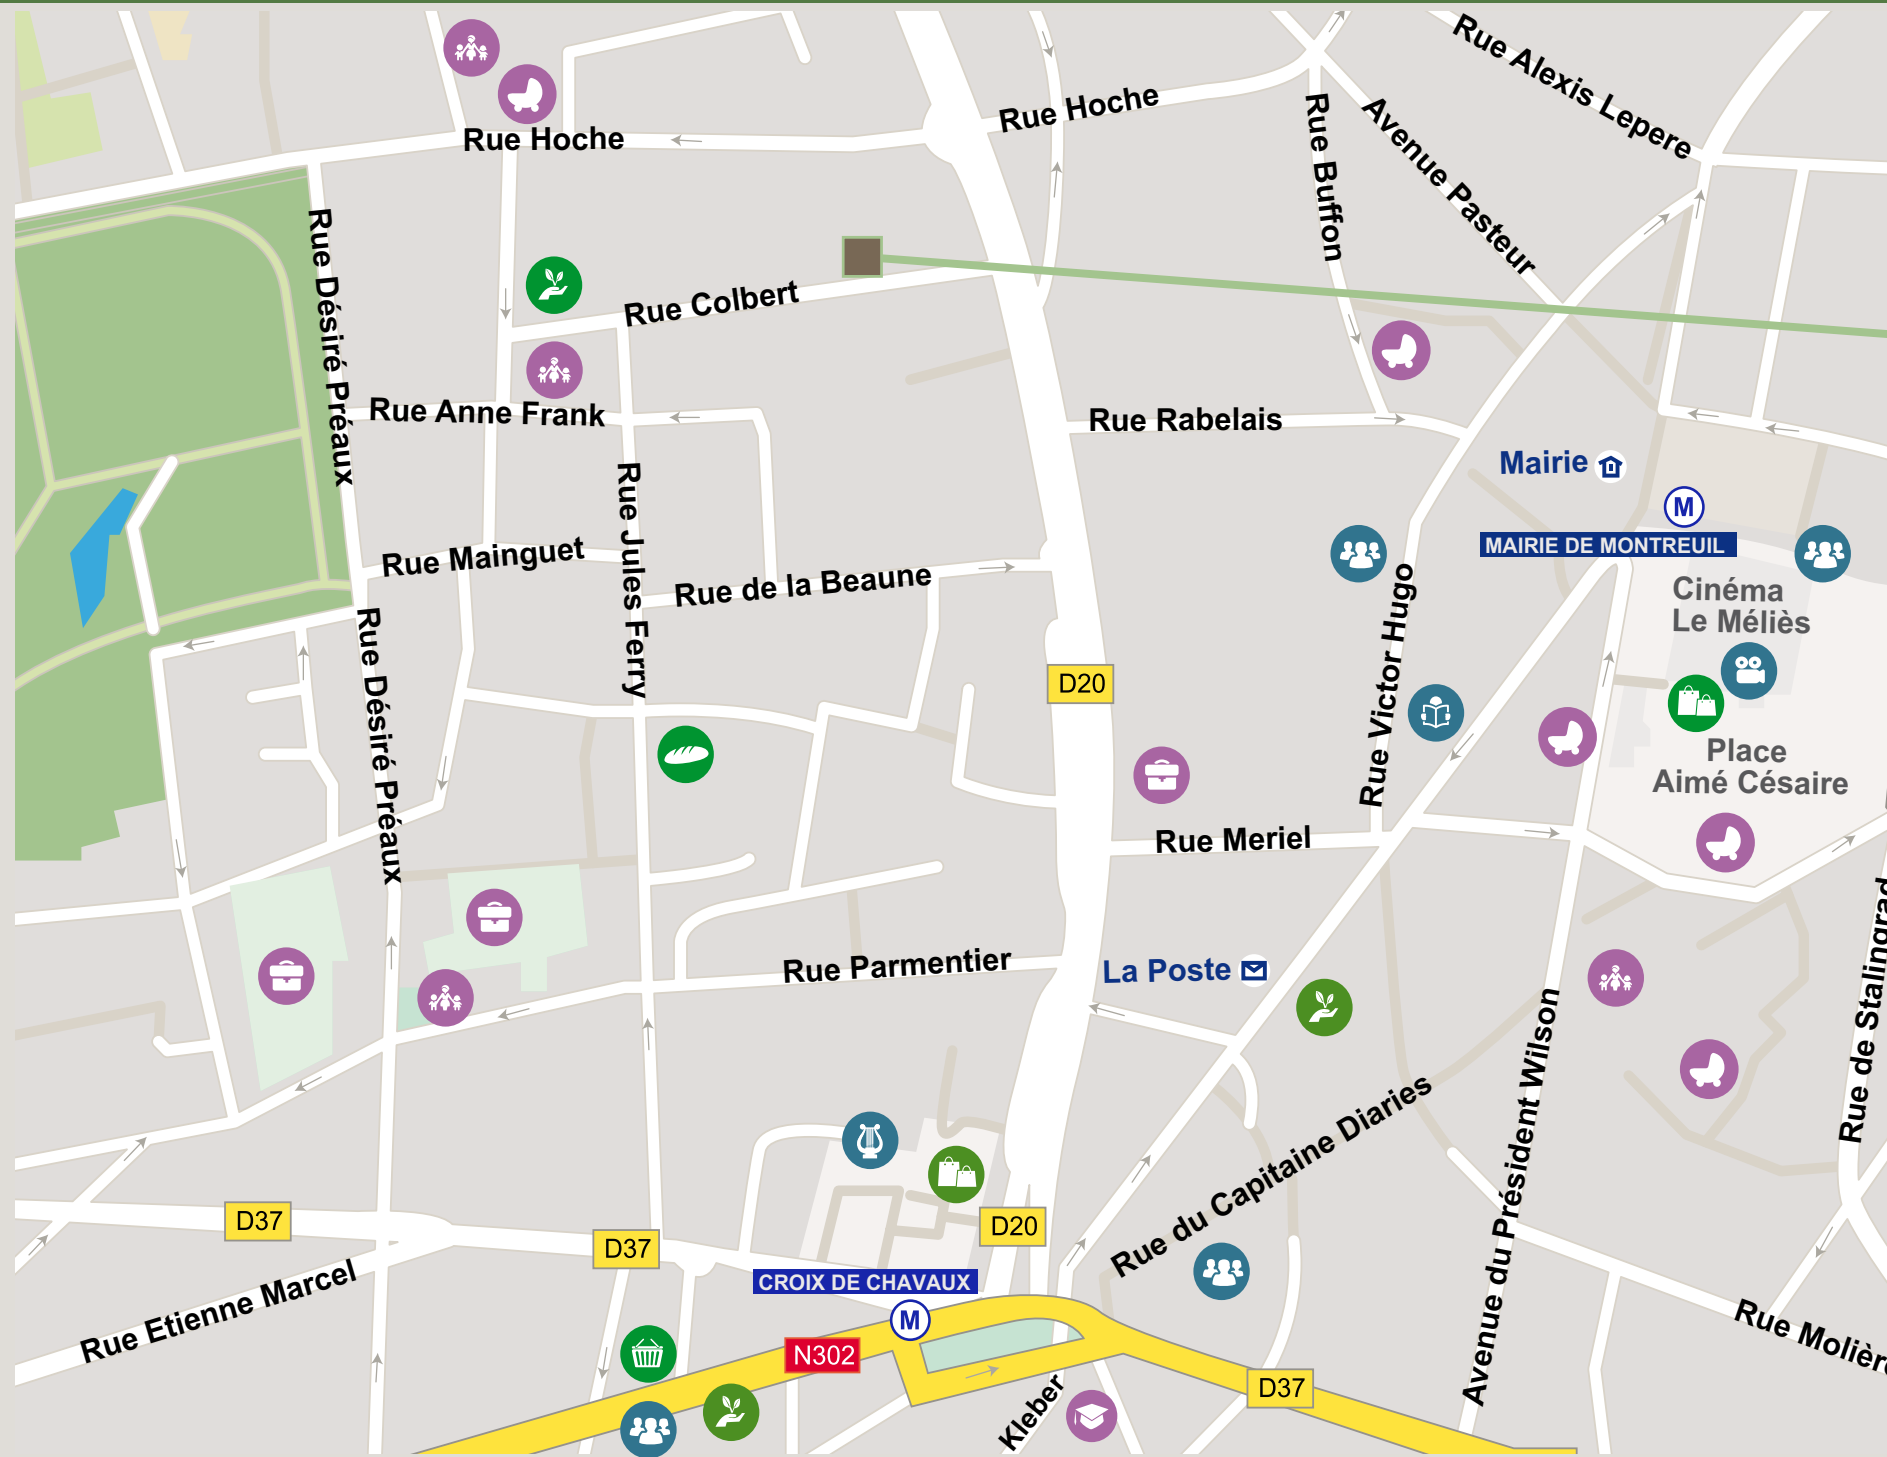 Rue Alexis Lepere
Rue Hoche
Rue Hoche
Rue Buffon
Avenue Pasteur
Rue Désiré Préaux
Rue Colbert
Rue Anne Frank
Rue Rabelais
Mairie
M
MAIRIE DE MONTREUIL
Rue Jules Ferry
Rue Mainguet
Rue de la Beaune
Cinéma
Le Méliès
Rue Victor Hugo
Rue Désiré Préaux
D20
Place
Aimé Césaire
Rue Meriel
Rue de Stalingrad
Rue Parmentier
La Poste
Avenue du Président Wilson
Rue du Capitaine Diaries
D37
D37
D20
CROIX DE CHAVAUX
M
Rue Etienne Marcel
N302
Rue Molière
D37
Kleber